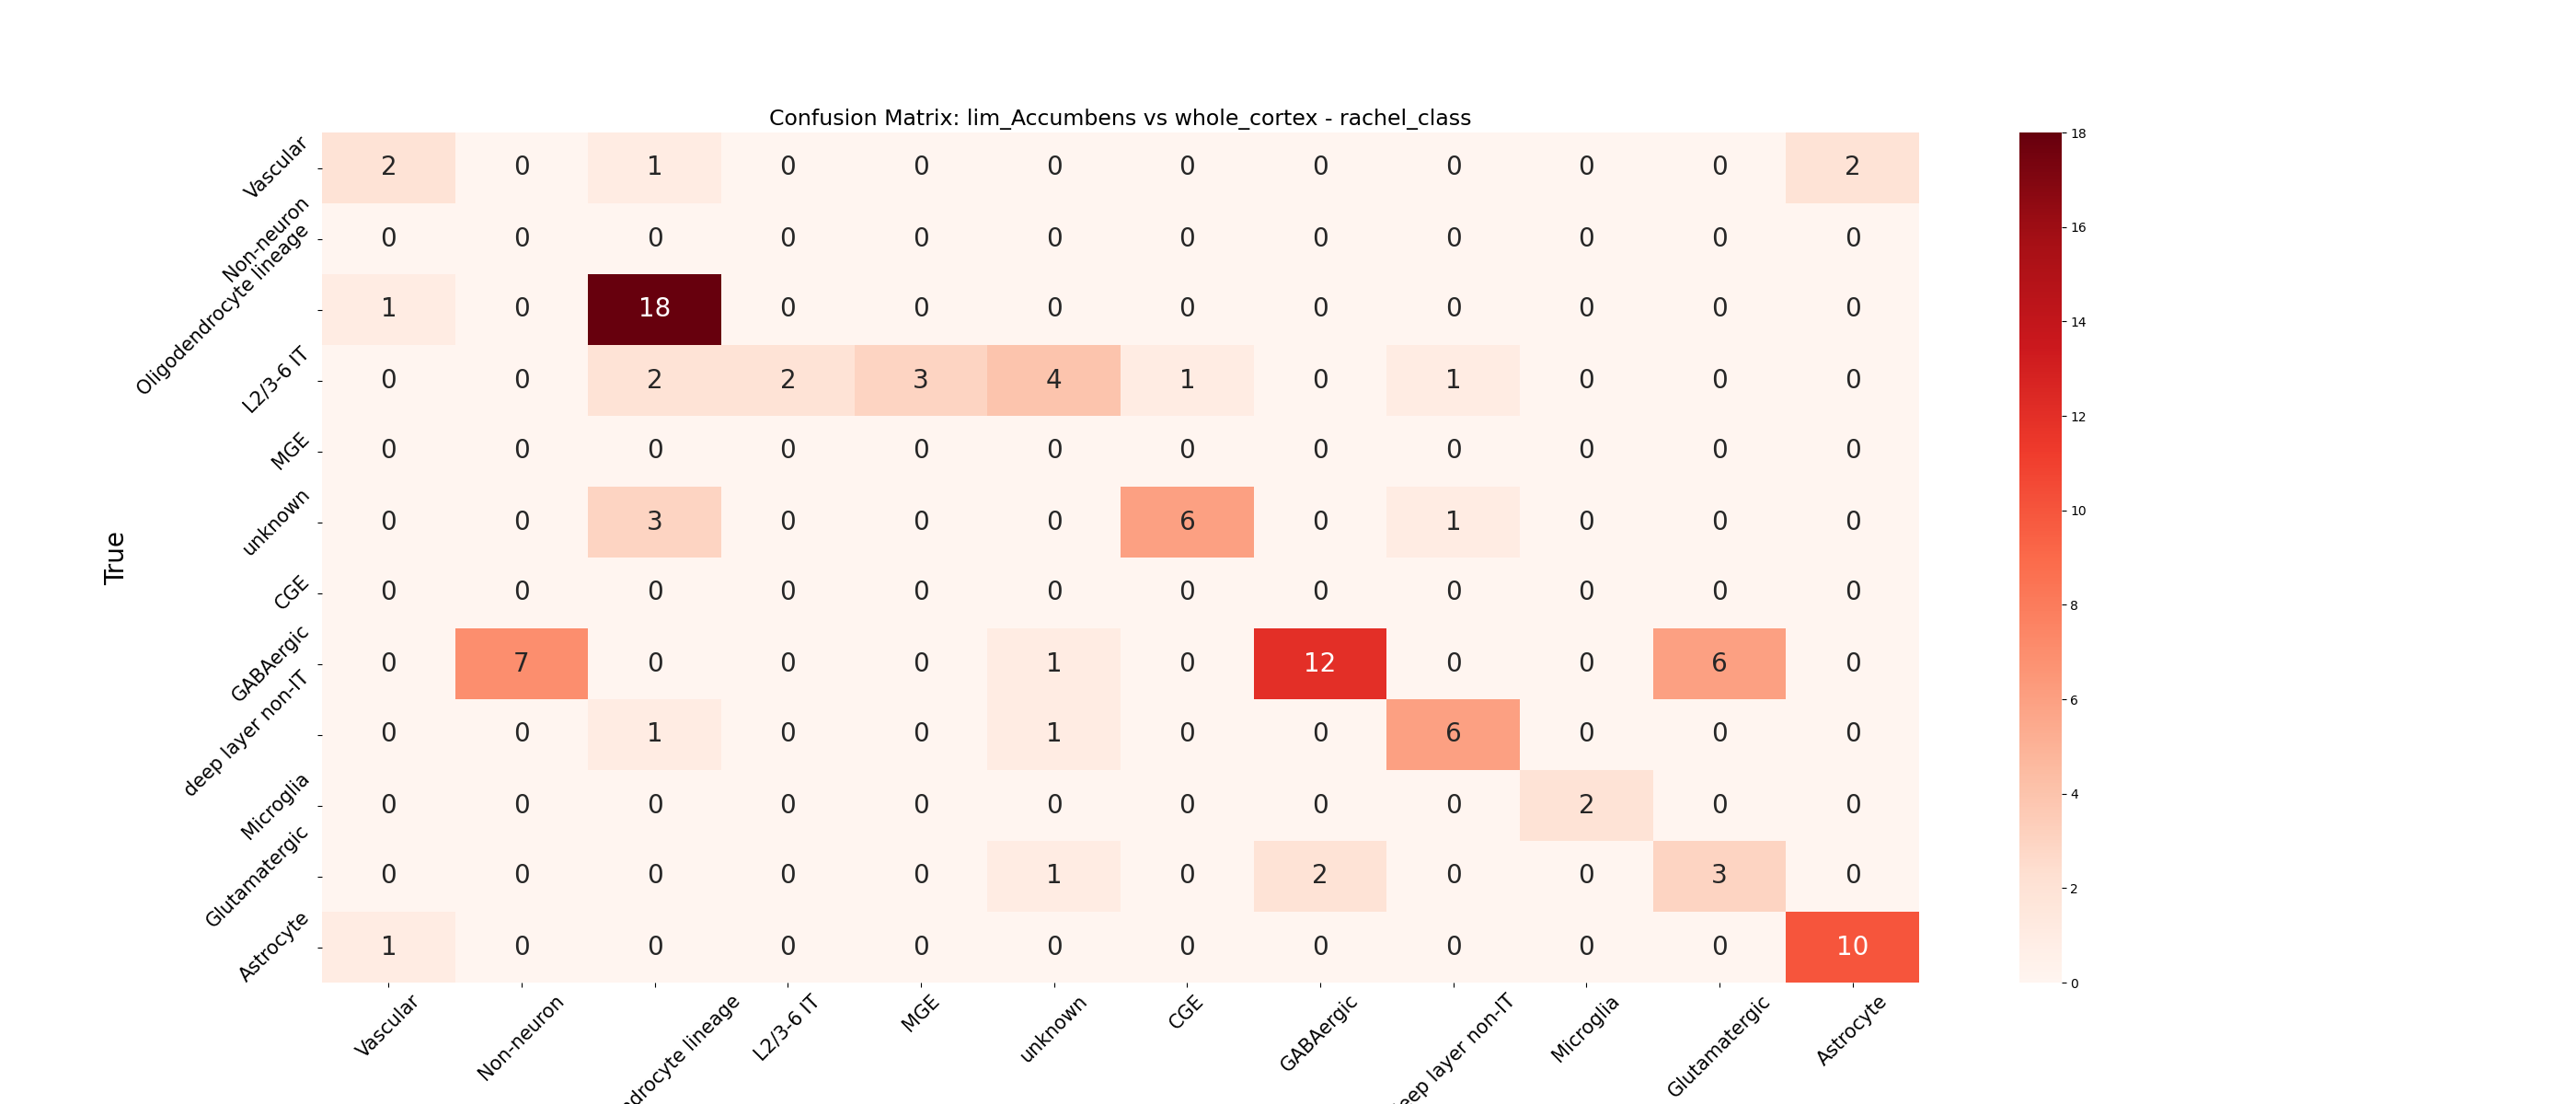 Confusion Matrix: lim_Accumbens vs whole_cortex - rachel_class
True
Vascular 2 0 1 0 0 0 0 0 0 0 0 2
Non-neuron 0 0 0 0 0 0 0 0 0 0 0 0
Oligodendrocyte lineage 1 0 18 0 0 0 0 0 0 0 0 0
L2/3-6 IT 0 0 2 2 3 4 1 0 1 0 0 0
MGE 0 0 0 0 0 0 0 0 0 0 0 0
unknown 0 0 3 0 0 0 6 0 1 0 0 0
CGE 0 0 0 0 0 0 0 0 0 0 0 0
GABAergic 0 7 0 0 0 1 0 12 0 0 6 0
deep layer non-IT 0 0 1 0 0 1 0 0 6 0 0 0
Microglia 0 0 0 0 0 0 0 0 0 2 0 0
Glutamatergic 0 0 0 0 0 1 0 2 0 0 3 0
Astrocyte 1 0 0 0 0 0 0 0 0 0 0 10
Vascular
Non-neuron
lineage
L2/3-6 IT
MGE
unknown
CGE
GABAergic
layer non-IT
Microglia
Glutamatergic
Astrocyte
18
16
14
12
10
8
6
4
2
0